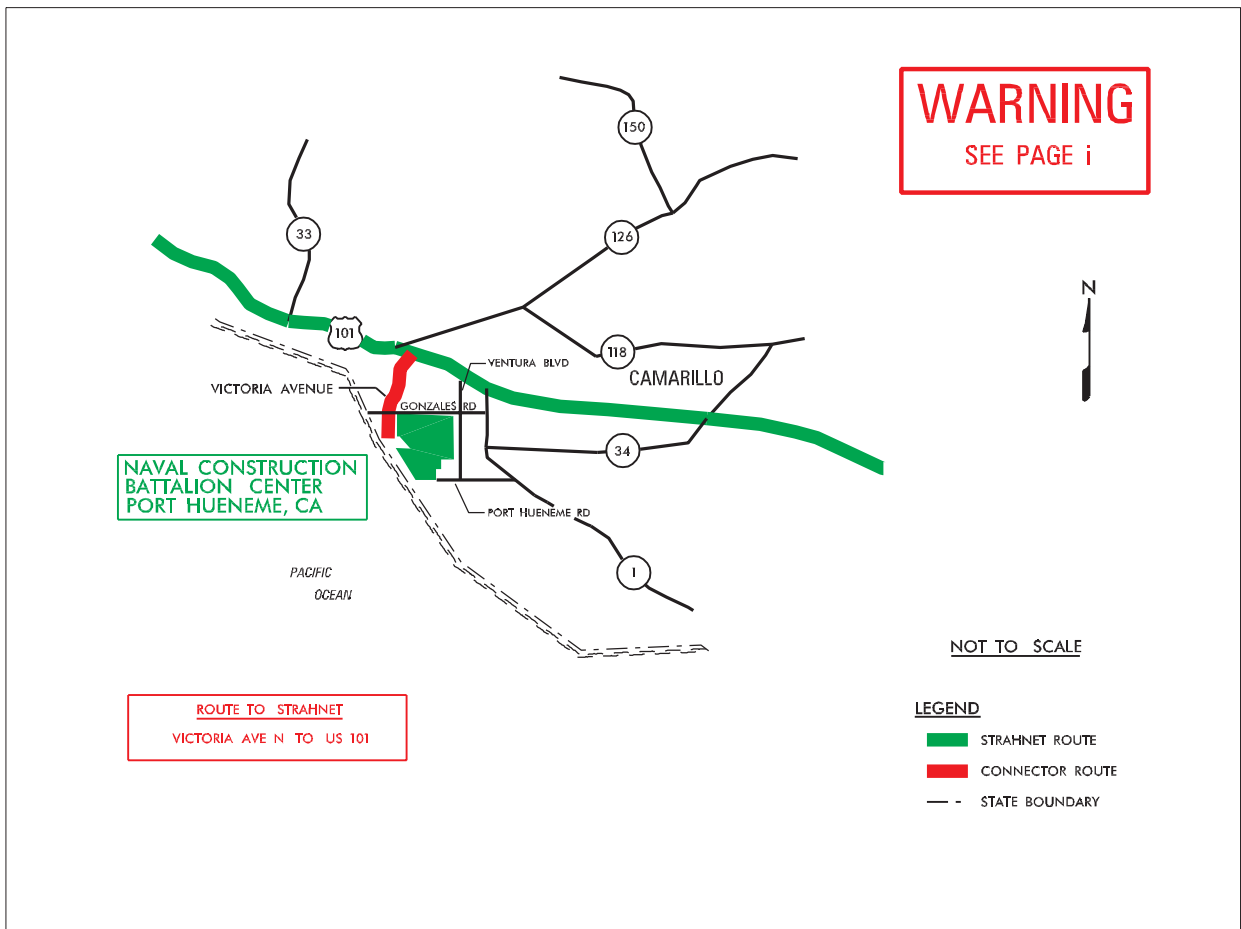 WARNING
SEE PAGE i
150
33
126
N
101
118
VENTURA BLVD
CAMARILLO
VICTORIA AVENUE
GONZALES RD
34
NAVAL CONSTRUCTION
BATTALION CENTER
PORT HUENEME, CA
PORT HUENEME RD
1
PACIFIC
OCEAN
NOT TO SCALE
ROUTE TO STRAHNET
VICTORIA AVE N TO US 101
LEGEND
STRAHNET ROUTE
CONNECTOR ROUTE
STATE BOUNDARY